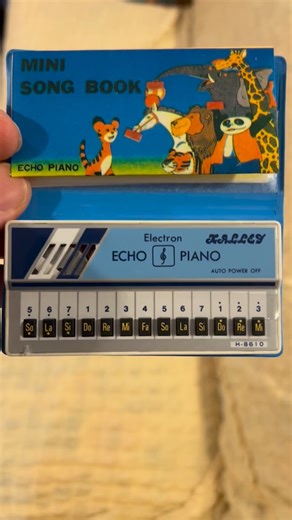 MINI
SONG BOOK
ECHO PIANO
Electron KALLEY
ECHO PIANO
AUTO POWER OFF
5 6 7 1 2 3 4 5 6 7 1 2 3
So La Si Do Re Mi Fa So La Si Do Re Mi
H-8610